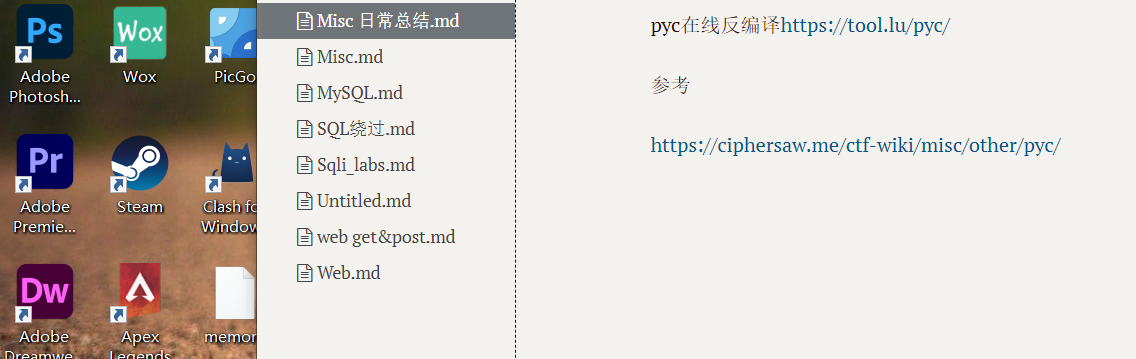 Ps
Wox
Adobe
Photosh...
Wox
PicGo
Pr
Adobe
Premie...
Steam
Clash fo
Windows
Dw
Adobe
Dreamwe...
Apex
Legends
memor
Misc 日常总结.md
Misc.md
MySQL.md
SQL绕过.md
Sqli_labs.md
Untitled.md
web get&post.md
Web.md
pyc在线反编译https://tool.lu/pyc/
参考
https://ciphersaw.me/ctf-wiki/misc/other/pyc/